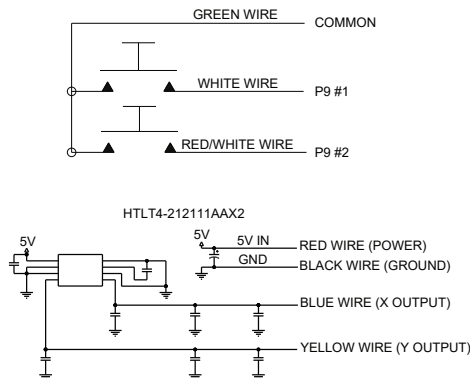 GREEN WIRE
COMMON
WHITE WIRE
P9 #1
RED/WHITE WIRE
P9 #2
HTLT4-212111AAX2
5V
5V
5V IN
RED WIRE (POWER)
GND
BLACK WIRE (GROUND)
BLUE WIRE (X OUTPUT)
YELLOW WIRE (Y OUTPUT)